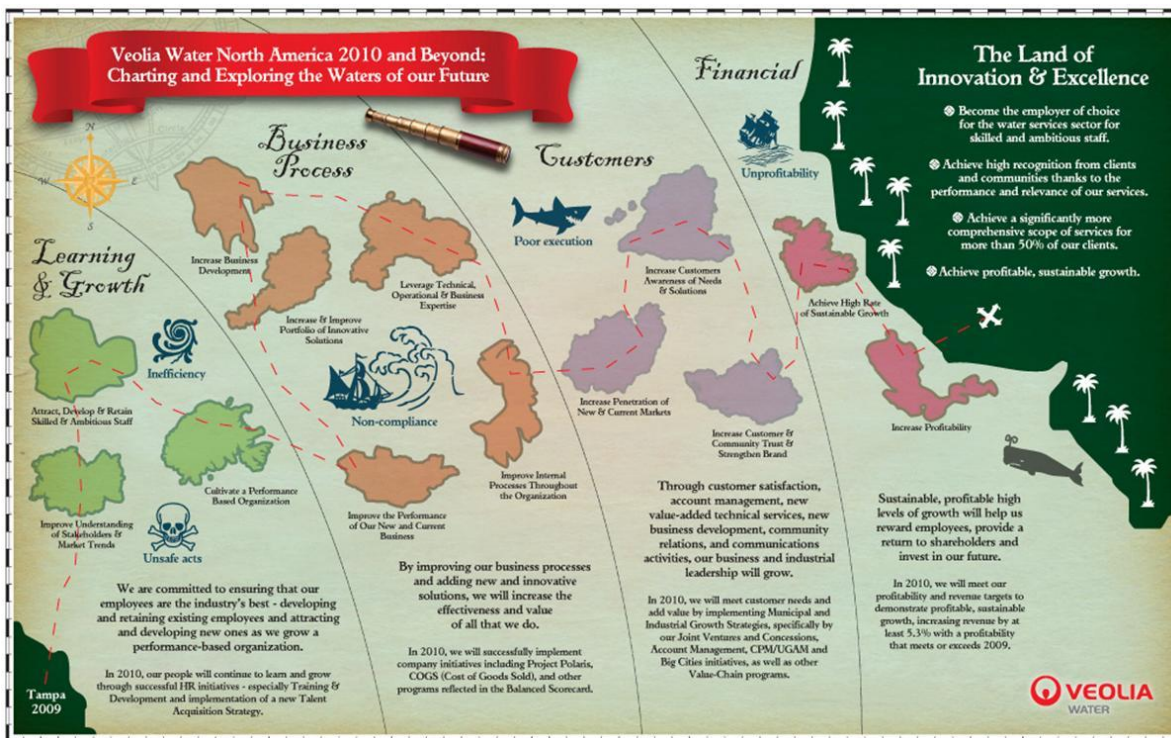 Veolia Water North America 2010 and Beyond:
Charting and Exploring the Waters of our Future
N
W
E
S
Learning
& Growth
Attract, Develop & Retain
Skilled & Ambitious Staff
Improve Understanding
of Stakeholders &
Market Trends
Inefficiency
Cultivate a Performance
Based Organization
Unsafe acts
We are committed to ensuring that our
employees are the industry's best - developing
and retaining existing employees and attracting
and developing new ones as we grow a
performance-based organization.
In 2010, our people will continue to learn and grow
through successful HR initiatives - especially Training &
Development and implementation of a new Talent
Acquisition Strategy.
Tampa
2009
Business
Process
Increase Business
Development
Increase & Improve
Portfolio of Innovative
Solutions
Leverage Technical,
Operational & Business
Expertise
Non-compliance
Improve the Performance
of Our New and Current
Business
Improve Internal
Processes Throughout
the Organization
By improving our business processes
and adding new and innovative
solutions, we will increase the
effectiveness and value
of all that we do.
In 2010, we will successfully implement
company initiatives including Project Polaris,
COGS (Cost of Goods Sold), and other
programs reflected in the Balanced Scorecard.
Customers
Poor execution
Increase Customers
Awareness of Needs
& Solutions
Increase Penetration of
New & Current Markets
Increase Customer &
Community Trust &
Strengthen Brand
Through customer satisfaction,
account management, new
value-added technical services, new
business development, community
relations, and communications
activities, our business and industrial
leadership will grow.
In 2010, we will meet customer needs and
add value by implementing Municipal and
Industrial Growth Strategies, specifically by
our Joint Ventures and Concessions,
Account Management, CPM/UGAM and
Big Cities initiatives, as well as other
Value-Chain programs.
Financial
Unprofitability
Achieve High Rate
of Sustainable Growth
Increase Profitability
Sustainable, profitable high
levels of growth will help us
reward employees, provide a
return to shareholders and
invest in our future.
In 2010, we will meet our
profitability and revenue targets to
demonstrate profitable, sustainable
growth, increasing revenue by at
least 5.3% with a profitability
that meets or exceeds 2009.
The Land of
Innovation & Excellence
Become the employer of choice
for the water services sector for
skilled and ambitious staff.
Achieve high recognition from clients
and communities thanks to the
performance and relevance of our services.
Achieve a significantly more
comprehensive scope of services for
more than 50% of our clients.
Achieve profitable, sustainable growth.
VEOLIA
WATER